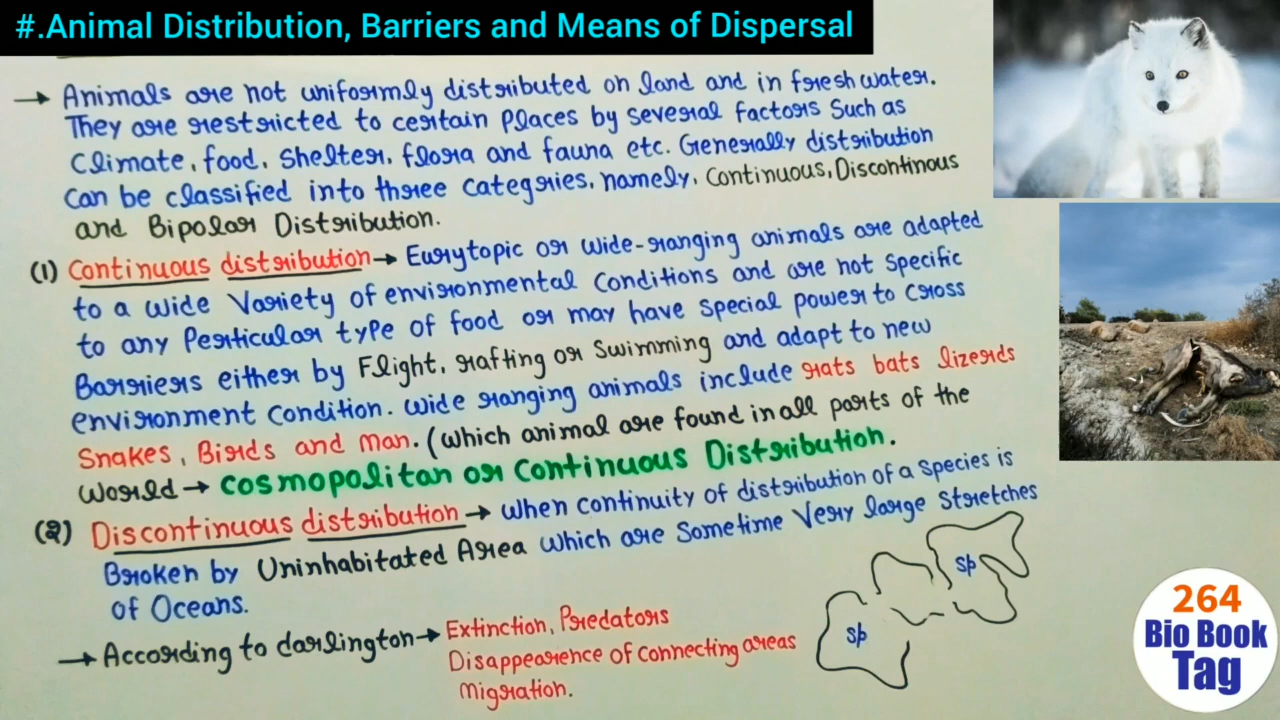 #.Animal Distribution, Barriers and Means of Dispersal
→ Animals are not uniformly distributed on land and in fresh water.
They are restricted to certain Places by several factors Such as
Climate, food, Shelter, flora and fauna etc. Generally distribution
Can be classified into three Categries, namely, Continuous, Discontinous
and Bipolar Distribution.
(1) Continuous distribution → Eurytopic or wide-ranging animals are adapted
to a wide Variety of environmental Conditions and are not Specific
to any Perticular type of food or may have special power to cross
Barriers either by Flight, rafting or Swimming and adapt to new
environment Condition. Wide ranging animals include rats bats lizerds
Snakes, Birds and man. (which animal are found in all parts of the
World → Cosmopolitan or Continuous Distribution.
(2) Discontinuous distribution → When continuity of distribution of a Species is
Broken by Uninhabitated Area which are Sometime Very large Stretches
of Oceans.
→ According to darlington → Extinction, Predators
Disappearence of connecting areas
migration.
sp
sp
264
Bio Book
Tag